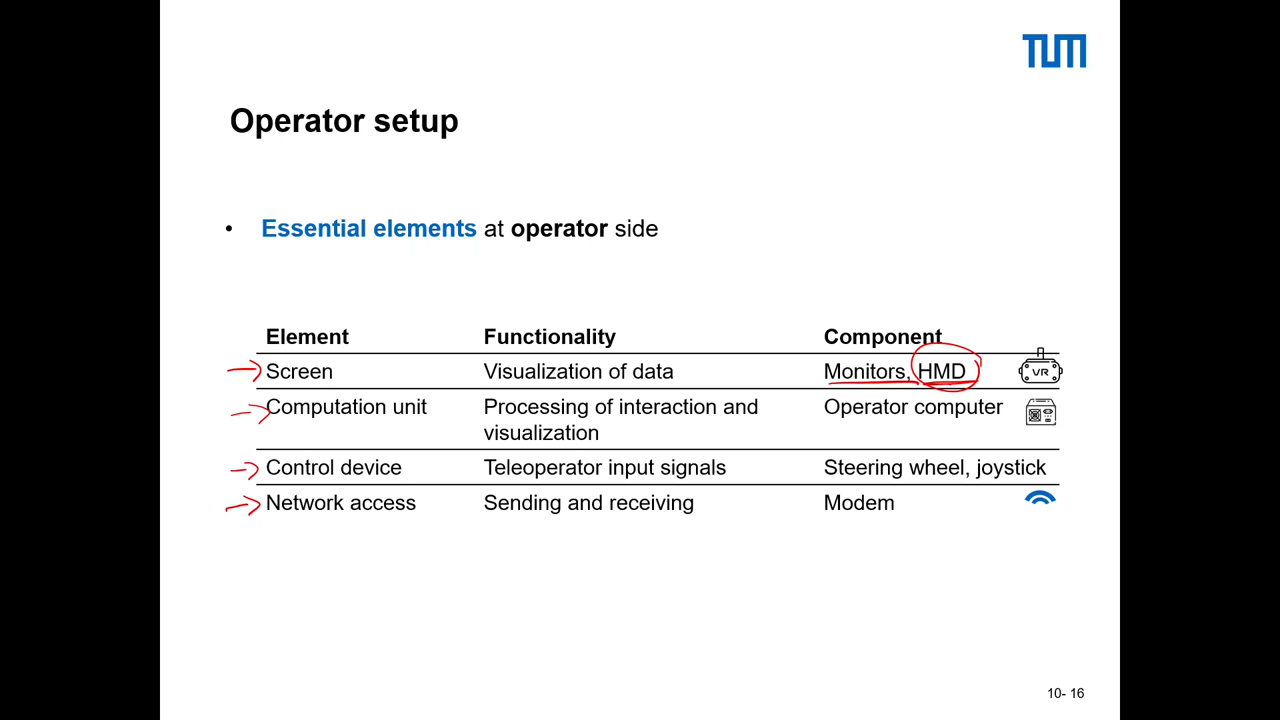 TUM
Operator setup
• Essential elements at operator side
Element Functionality Component
Screen Visualization of data Monitors, HMD VR
Computation unit Processing of interaction and Operator computer
visualization
Control device Teleoperator input signals Steering wheel, joystick
Network access Sending and receiving Modem
10- 16